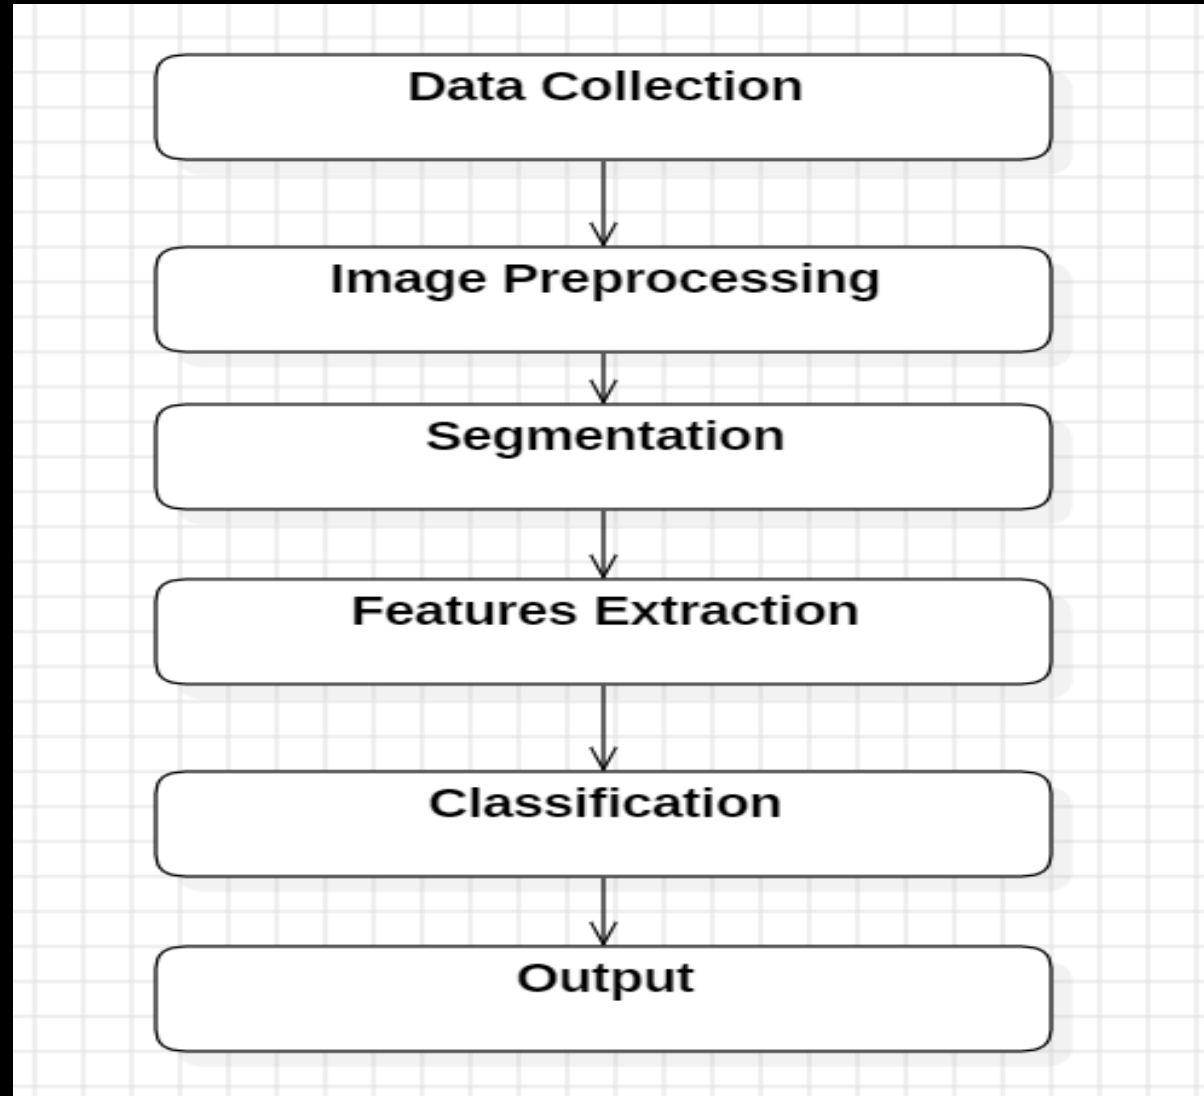 Data Collection
Image Preprocessing
Segmentation
Features Extraction
Classification
Output